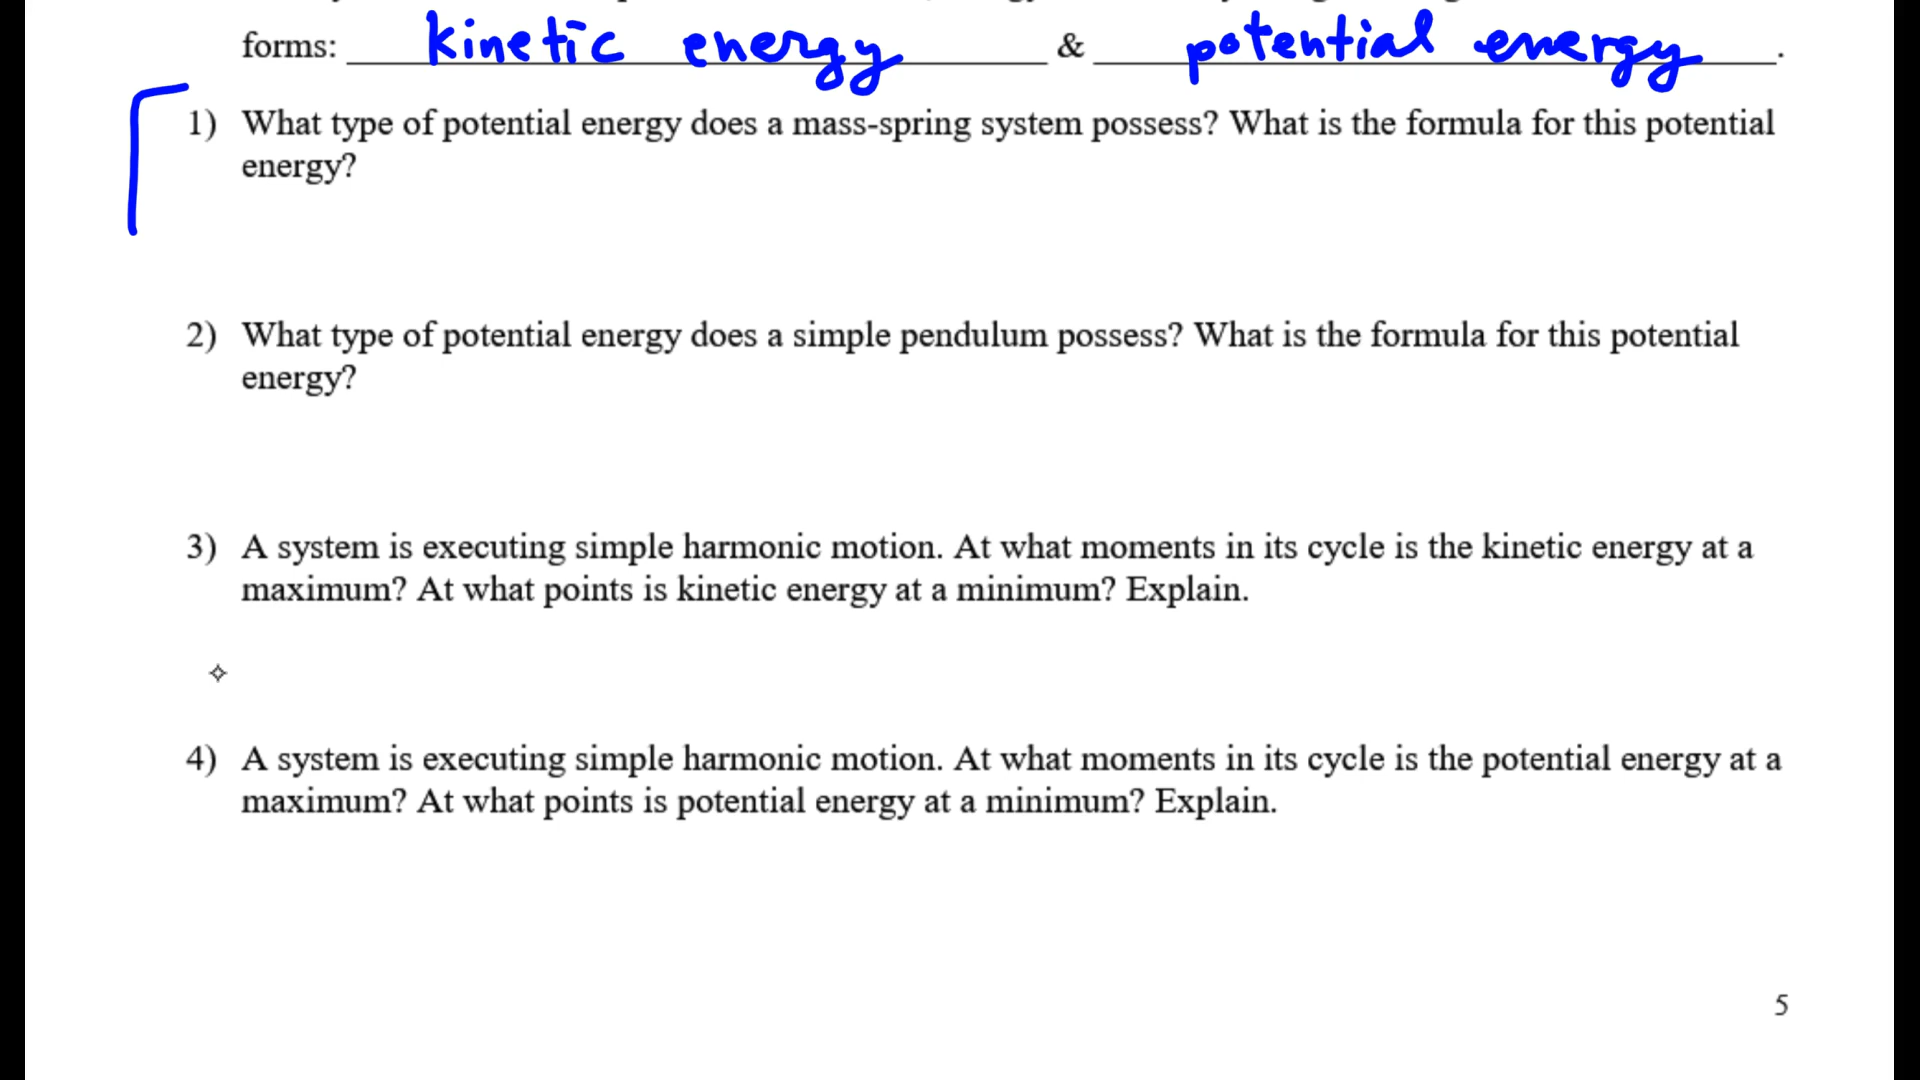 forms: kinetic energy & potential energy.
1) What type of potential energy does a mass-spring system possess? What is the formula for this potential
energy?
2) What type of potential energy does a simple pendulum possess? What is the formula for this potential
energy?
3) A system is executing simple harmonic motion. At what moments in its cycle is the kinetic energy at a
maximum? At what points is kinetic energy at a minimum? Explain.
4) A system is executing simple harmonic motion. At what moments in its cycle is the potential energy at a
maximum? At what points is potential energy at a minimum? Explain.
5